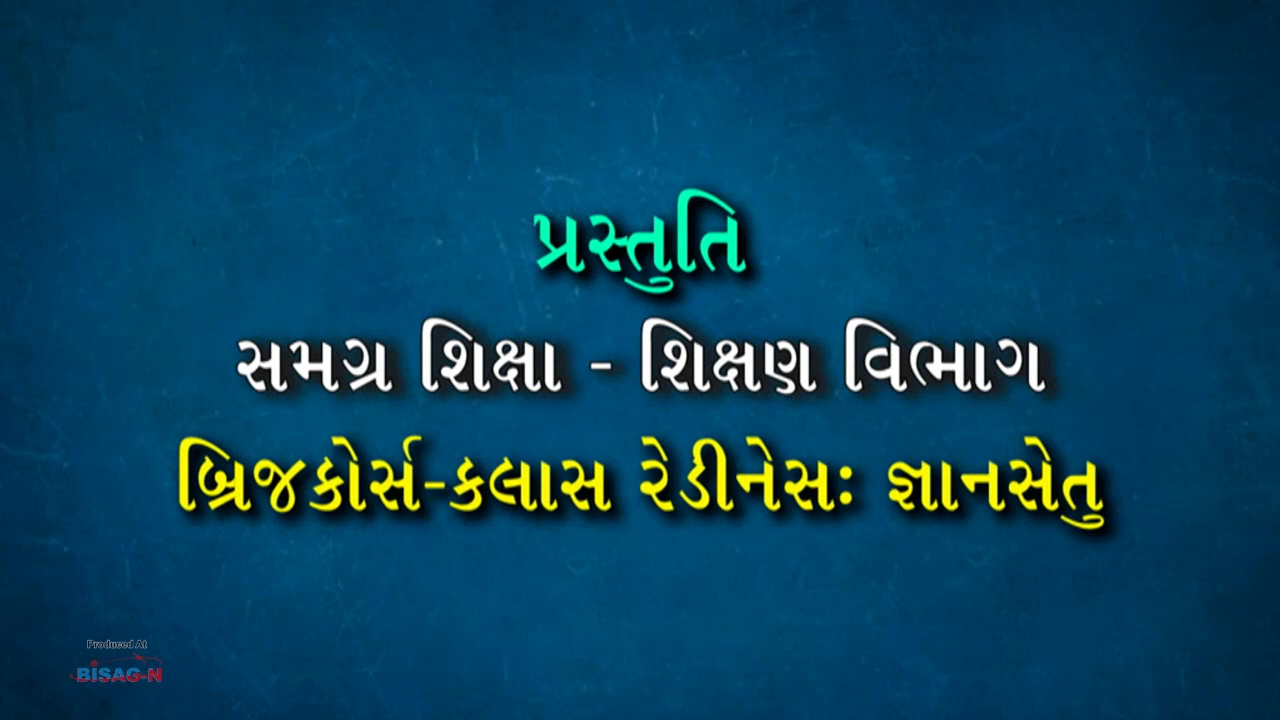 પ્રસ્તુતિ
સમગ્ર શિક્ષા - શિક્ષણ વિભાગ
બ્રિજકોર્સ-કલાસ રેડીનેસઃ જ્ઞાનસેતુ
Produced At
BISAG-N